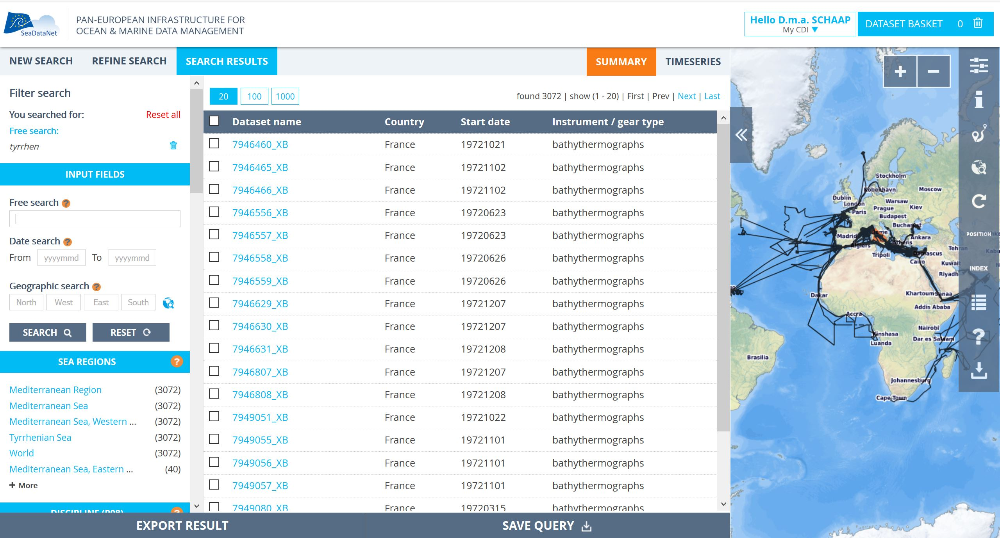 SeaDataNet
PAN-EUROPEAN INFRASTRUCTURE FOR
OCEAN & MARINE DATA MANAGEMENT
Hello D.m.a. SCHAAP
My CDI ▼
DATASET BASKET 0
NEW SEARCH REFINE SEARCH SEARCH RESULTS SUMMARY TIMESERIES
Filter search
You searched for: Reset all
Free search:
tyrrhen
INPUT FIELDS
Free search ?
Date search ?
From yyyymmd To yyyymmd
Geographic search ?
North West East South
SEARCH RESET
SEA REGIONS ?
Mediterranean Region (3072)
Mediterranean Sea (3072)
Mediterranean Sea, Western ... (3072)
Tyrrhenian Sea (3072)
World (3072)
Mediterranean Sea, Eastern ... (40)
+ More
DISCIPLINE (P08) ?
20 100 1000 found 3072 | show (1 - 20) | First | Prev | Next | Last
Dataset name Country Start date Instrument / gear type
7946460_XB France 19721021 bathythermographs
7946465_XB France 19721102 bathythermographs
7946466_XB France 19721102 bathythermographs
7946556_XB France 19720623 bathythermographs
7946557_XB France 19720623 bathythermographs
7946558_XB France 19720626 bathythermographs
7946559_XB France 19720626 bathythermographs
7946629_XB France 19721207 bathythermographs
7946630_XB France 19721207 bathythermographs
7946631_XB France 19721208 bathythermographs
7946807_XB France 19721207 bathythermographs
7946808_XB France 19721208 bathythermographs
7949051_XB France 19721022 bathythermographs
7949055_XB France 19721101 bathythermographs
7949056_XB France 19721101 bathythermographs
7949057_XB France 19721101 bathythermographs
7949080_XB France 19720315 bathythermographs
EXPORT RESULT SAVE QUERY
+ −
Stockholm
København Moscow
Dublin
London Warsaw
Prague Kiev
Paris
Budapest
Bucharest
Rome
Madrid Ankara
Athens
Algiers
Tehran
Damascus
Tripoli
Cairo Kuwait
Riyadh
Khartoum Sanaa
Dakar
Addis Ababa
Accra
Nairobi
Kinshasa
Dar es Salaam
Luanda
Brasilia
Johannesburg
Cape Town
POSITION
INDEX
?